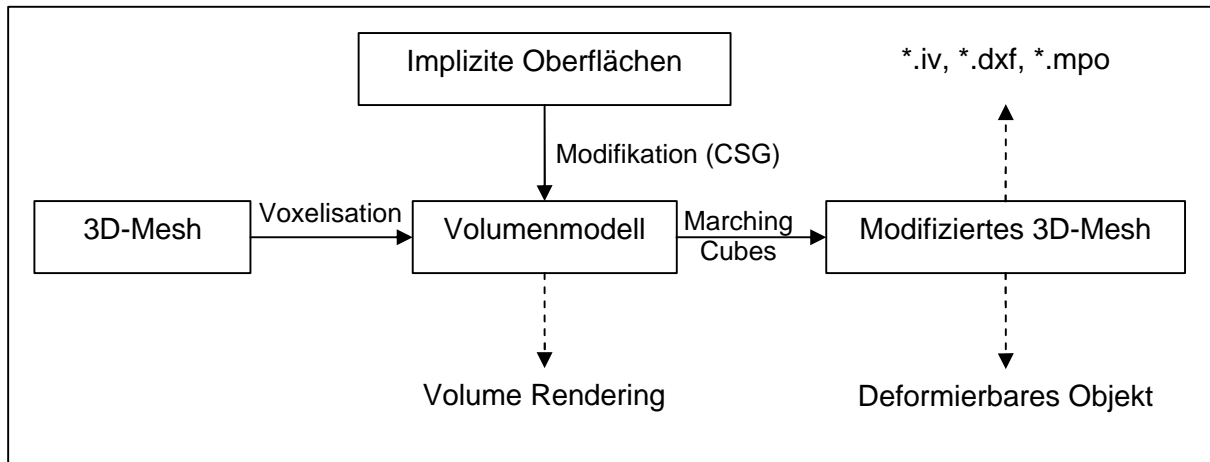 Implizite Oberflächen
*.iv, *.dxf, *.mpo
Modifikation (CSG)
3D-Mesh
Voxelisation
Volumenmodell
Marching
Cubes
Modifiziertes 3D-Mesh
Volume Rendering
Deformierbares Objekt